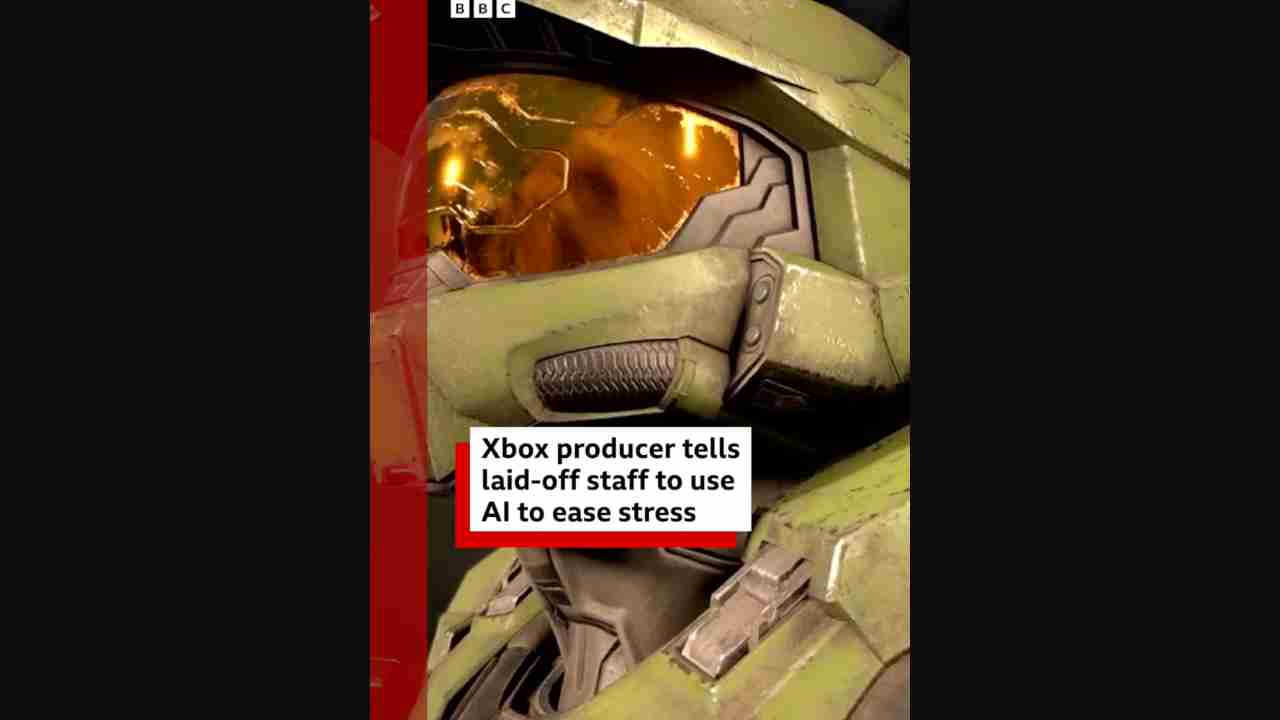 BBC
Xbox producer tells
laid-off staff to use
AI to ease stress